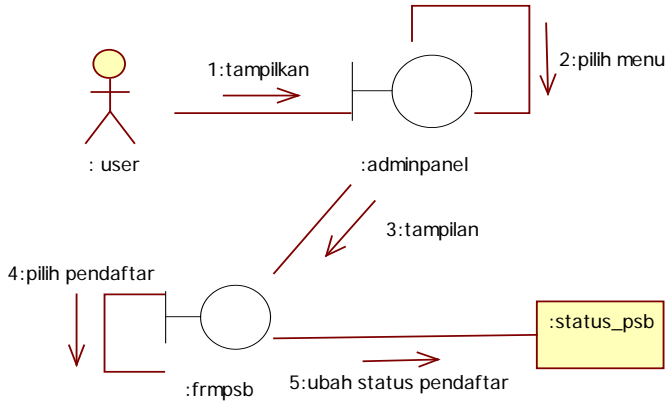 1:tampilkan
2:pilih menu
: user
:adminpanel
3:tampilan
4:pilih pendaftar
:status_psb
:frmpsb
5:ubah status pendaftar